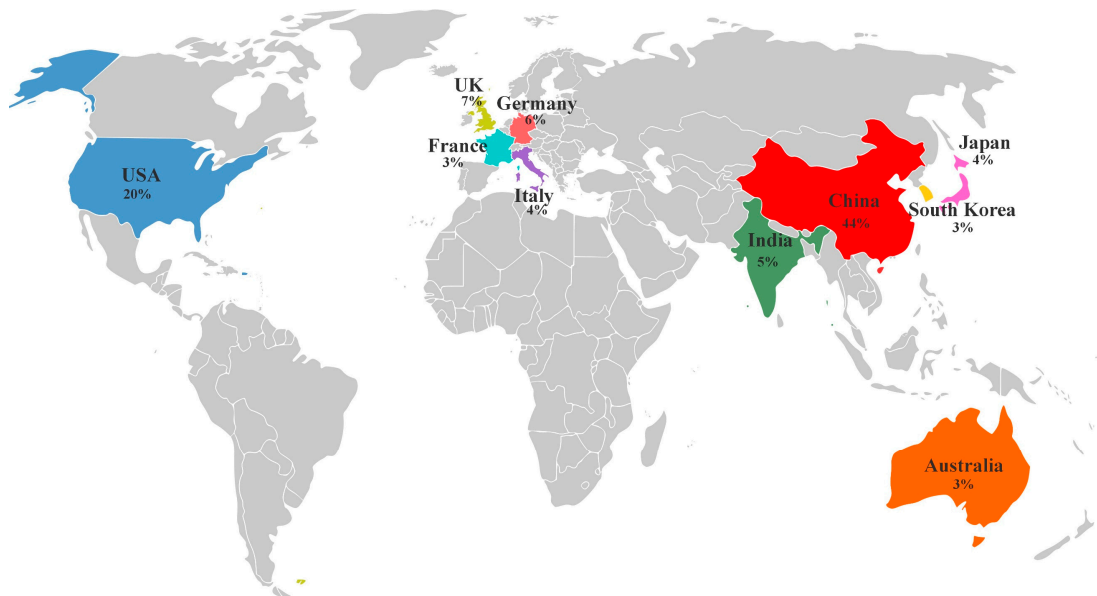 UK
7%
Germany
6%
France
3%
Italy
4%
USA
20%
Japan
4%
China
44%
South Korea
3%
India
5%
Australia
3%